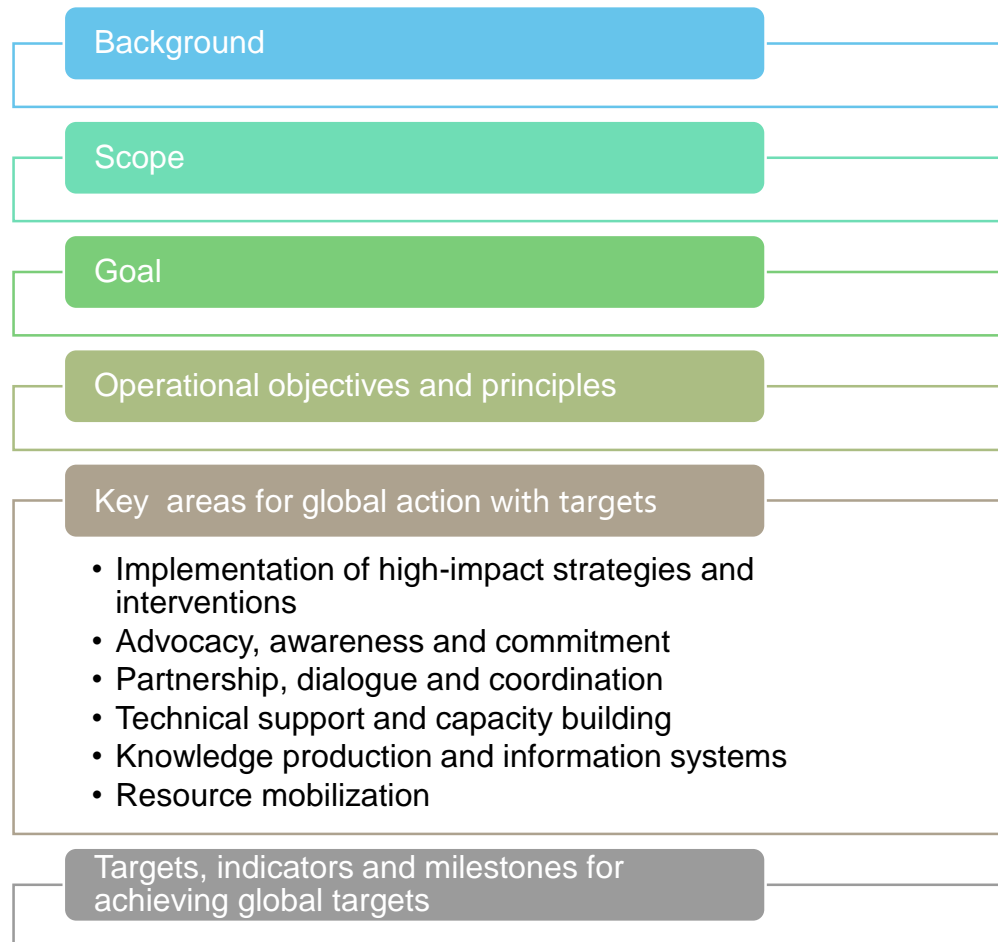 Background
Scope
Goal
Operational objectives and principles
Key  areas for global action with targets
• Implementation of high-impact strategies and
interventions
• Advocacy, awareness and commitment
• Partnership, dialogue and coordination
• Technical support and capacity building
• Knowledge production and information systems
• Resource mobilization
Targets, indicators and milestones for
achieving global targets